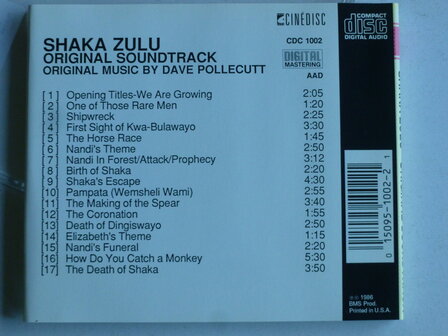 CINÉDISC
COMPACT
disc
DIGITAL AUDIO
SHAKA ZULU
ORIGINAL SOUNDTRACK
ORIGINAL MUSIC BY DAVE POLLECUTT
CDC 1002
DIGITAL
MASTERING
AAD
[ 1 ] Opening Titles-We Are Growing 2:05
[ 2] One of Those Rare Men 1:20
[ 3] Shipwreck 2:25
[ 4] First Sight of Kwa-Bulawayo 3:30
[ 5] The Horse Race 1:45
[ 6] Nandi's Theme 2:50
[ 7] Nandi In Forest/Attack/Prophecy 3:12
[ 8] Birth of Shaka 2:20
[ 9] Shaka's Escape 4:30
[10] Pampata (Wemsheli Wami) 2:55
[11] The Making of the Spear 3:40
[12] The Coronation 1:55
[13] Death of Dingiswayo 2:50
[14] Elizabeth's Theme 1:15
[15] Nandi's Funeral 2:20
[16] How Do You Catch a Monkey 5:30
[17] The Death of Shaka 3:50
0 15095-1002-2 1
℗© 1986
BMS Prod.
Printed in U.S.A.